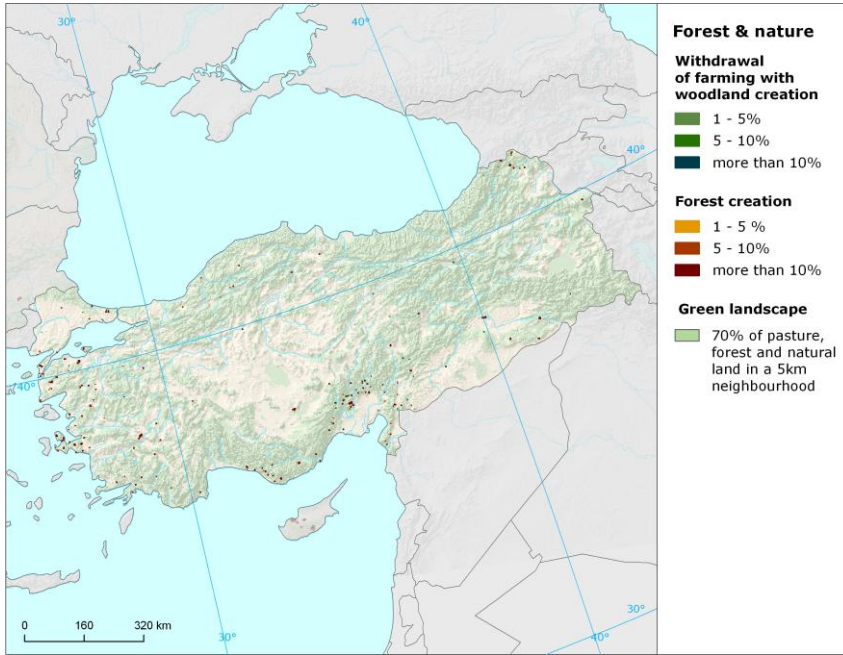 30°
40°
40°
40°
30°
40°
30°
0 160 320 km
Forest & nature
Withdrawal
of farming with
woodland creation
1 - 5%
5 - 10%
more than 10%
Forest creation
1 - 5 %
5 - 10%
more than 10%
Green landscape
70% of pasture,
forest and natural
land in a 5km
neighbourhood